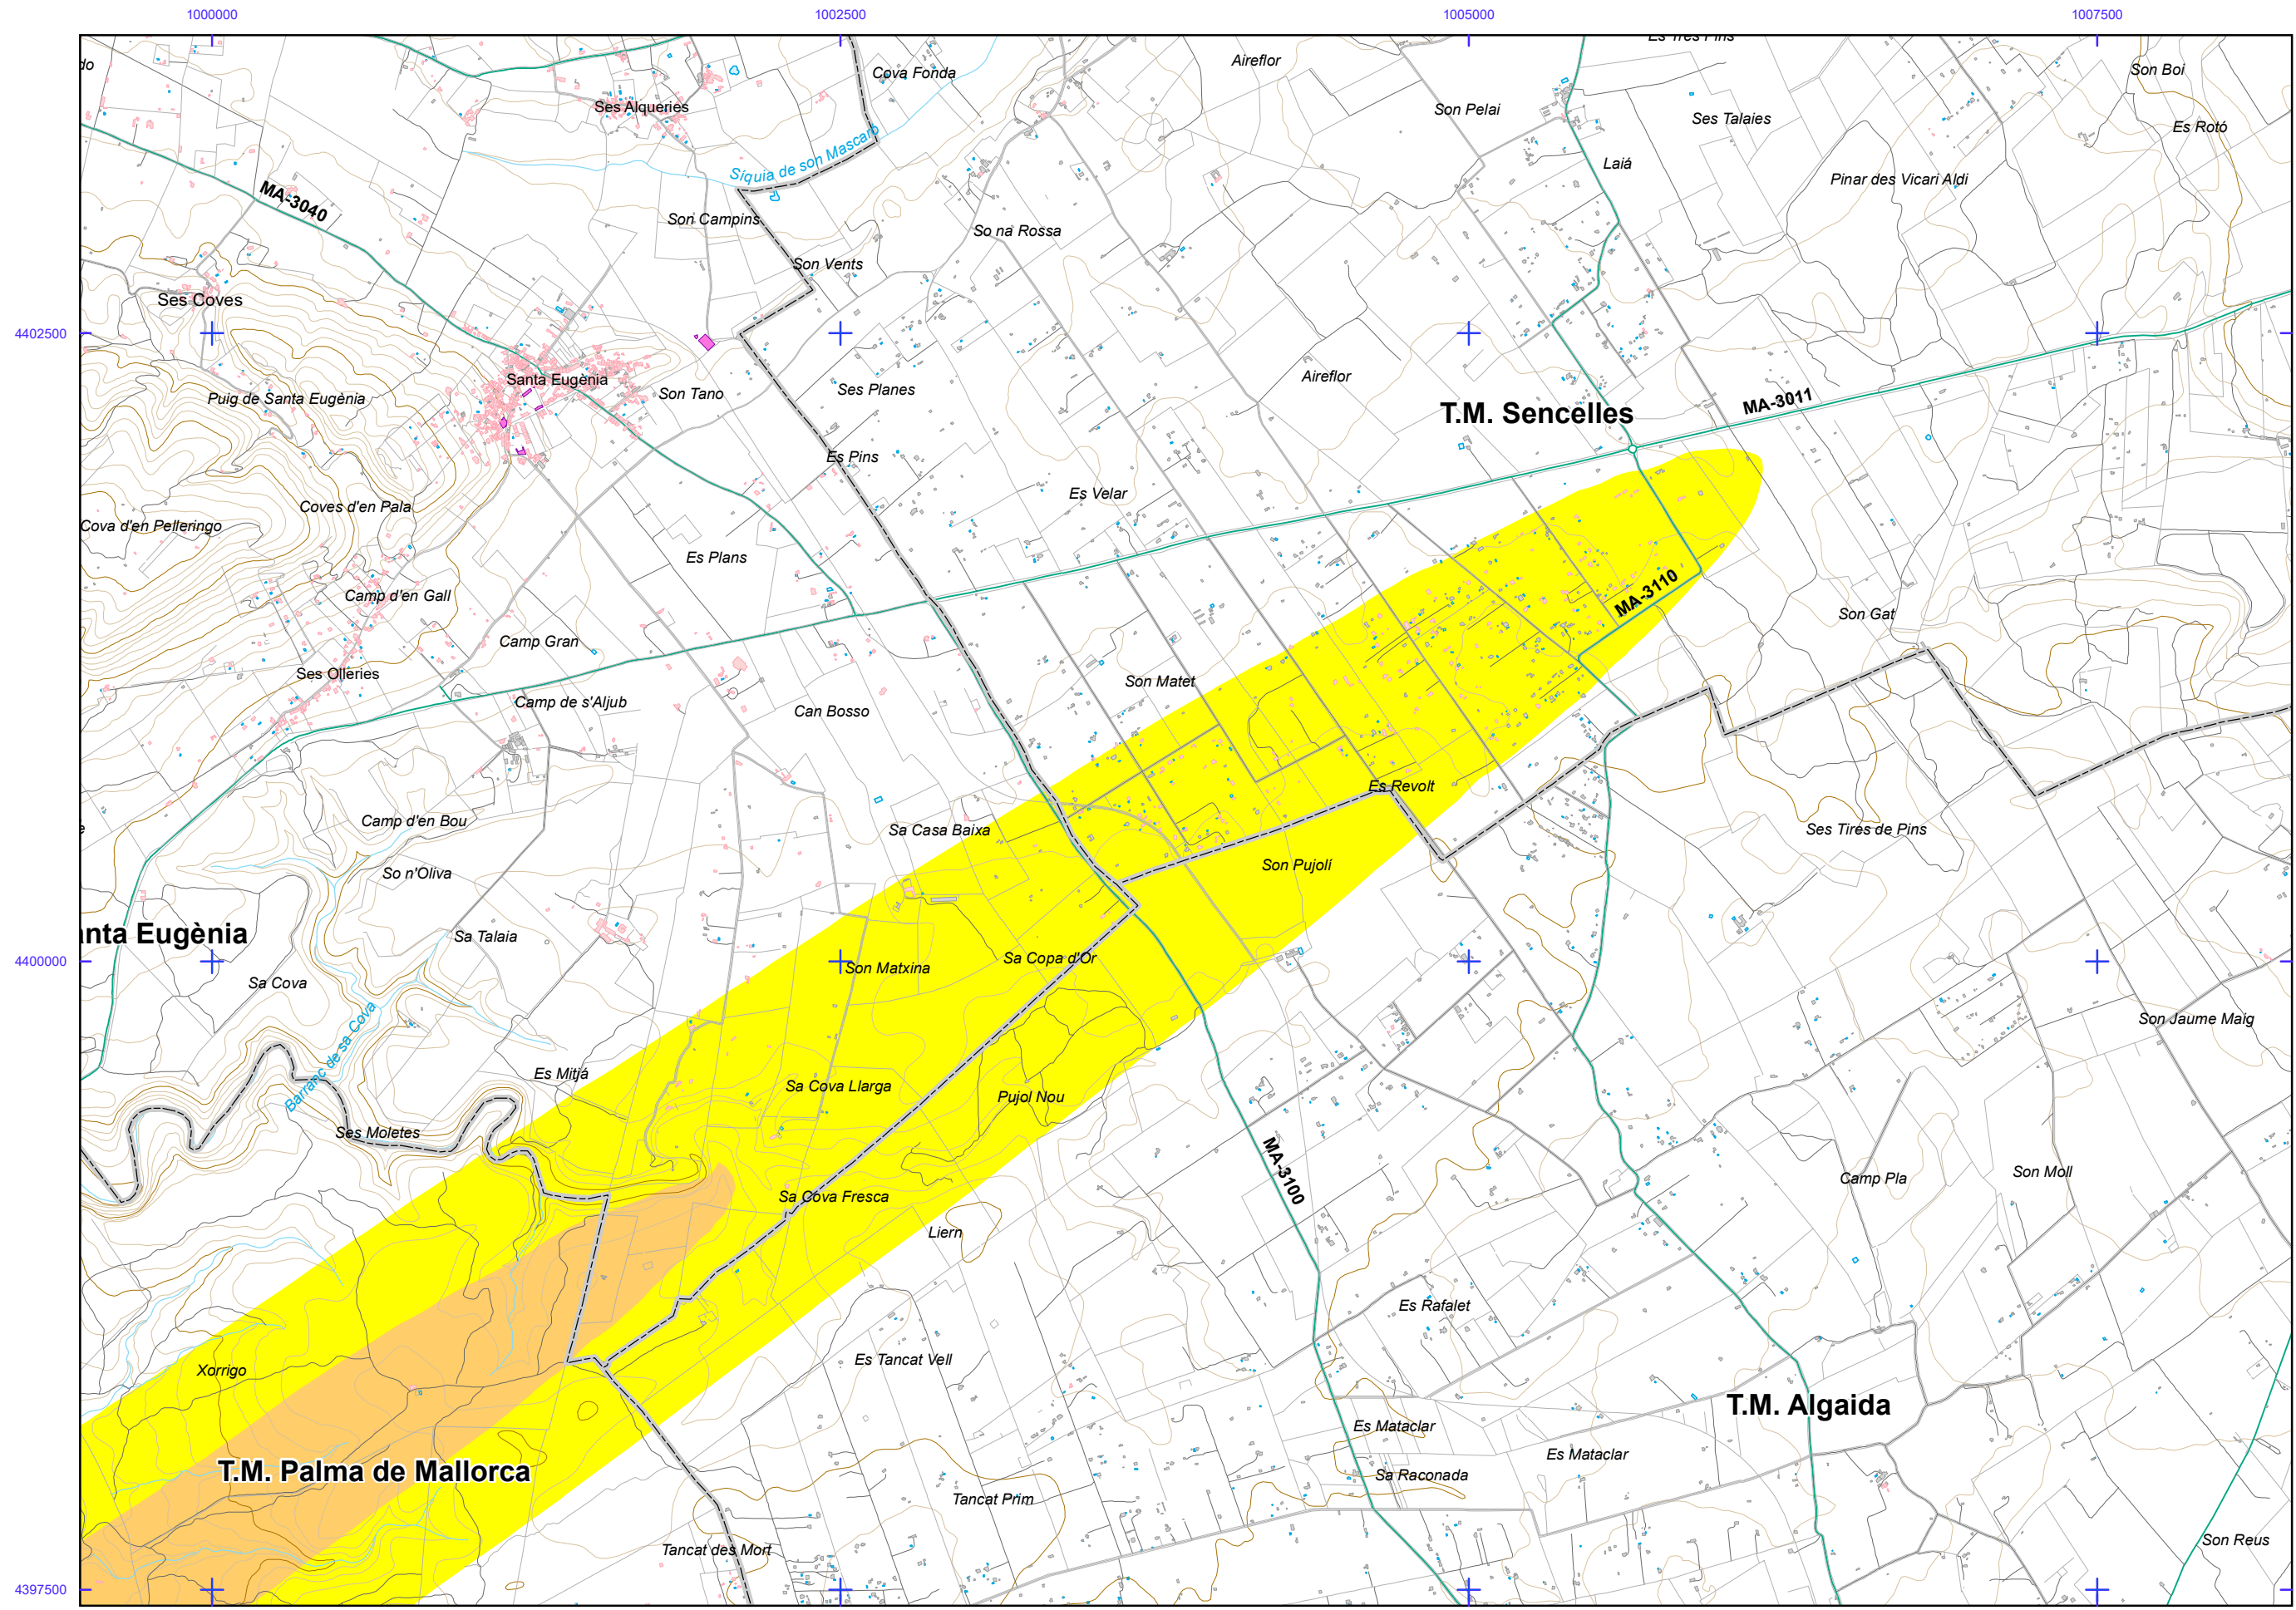 1000000
1002500
1005000
1007500
Es Tres Pins
do
Cova Fonda
Aireflor
Son Boi
Ses Alqueries
Son Pelai
Ses Talaies
Es Rotó
Síquia de son Mascaró
Laiá
Pinar des Vicari Aldi
MA-3040
Son Campins
So na Rossa
Son Vents
Ses Coves
4402500
Santa Eugènia
Aireflor
Puig de Santa Eugènia
Son Tano
Ses Planes
T.M. Sencelles
MA-3011
Es Pins
Es Velar
Coves d'en Pala
Cova d'en Pelleringo
Es Plans
Camp d'en Gall
MA-3110
Son Gat
Camp Gran
Ses Olleries
Son Matet
Camp de s'Aljub
Can Bosso
Es Revolt
Camp d'en Bou
Sa Casa Baixa
Ses Tires de Pins
e
So n'Oliva
Son Pujolí
anta Eugènia
Sa Talaia
4400000
Sa Copa d'Or
Son Matxina
Sa Cova
Son Jaume Maig
Barranc de sa Cova
Es Mitjá
Sa Cova Llarga
Pujol Nou
Ses Moletes
MA-3100
Camp Pla
Son Moll
Sa Cova Fresca
Liern
Es Rafalet
Es Tancat Vell
Xorrigo
T.M. Algaida
Es Mataclar
Es Mataclar
T.M. Palma de Mallorca
Sa Raconada
Tancat Prim
Son Reus
Tancat des Mort
4397500